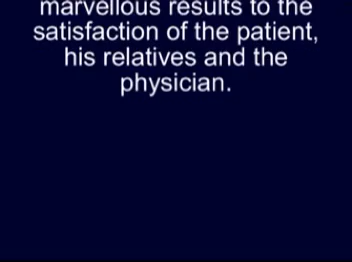 marvellous results to the
satisfaction of the patient,
his relatives and the
physician.